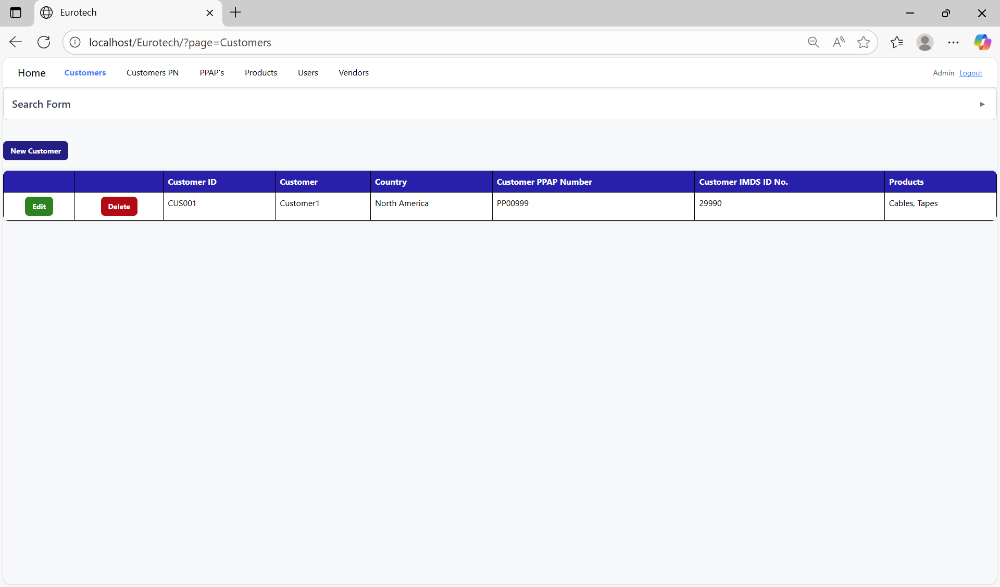 Eurotech
localhost/Eurotech/?page=Customers
Home Customers Customers PN PPAP's Products Users Vendors Admin Logout
Search Form
New Customer
Customer ID Customer Country Customer PPAP Number Customer IMDS ID No. Products
Edit Delete CUS001 Customer1 North America PP00999 29990 Cables, Tapes